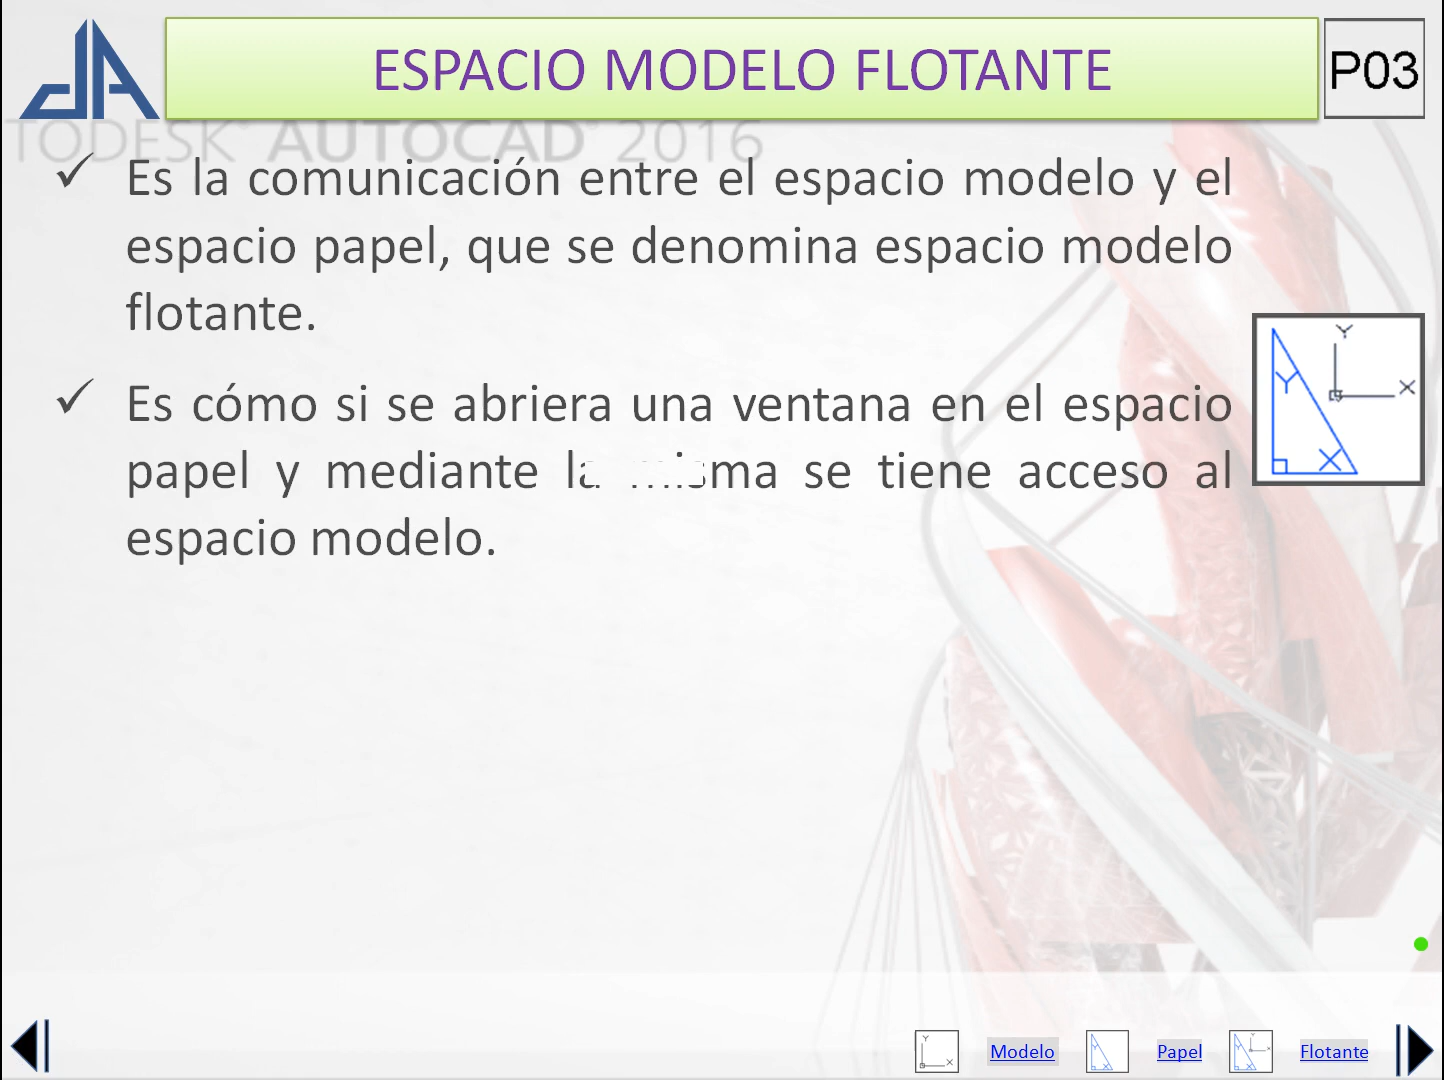 ESPACIO MODELO FLOTANTE
P03
TODESK® AUTOCAD® 2016
✓ Es la comunicación entre el espacio modelo y el
espacio papel, que se denomina espacio modelo
flotante.
✓ Es cómo si se abriera una ventana en el espacio
papel y mediante la misma se tiene acceso al
espacio modelo.
Y
X
Y
X
Modelo
Papel
Flotante